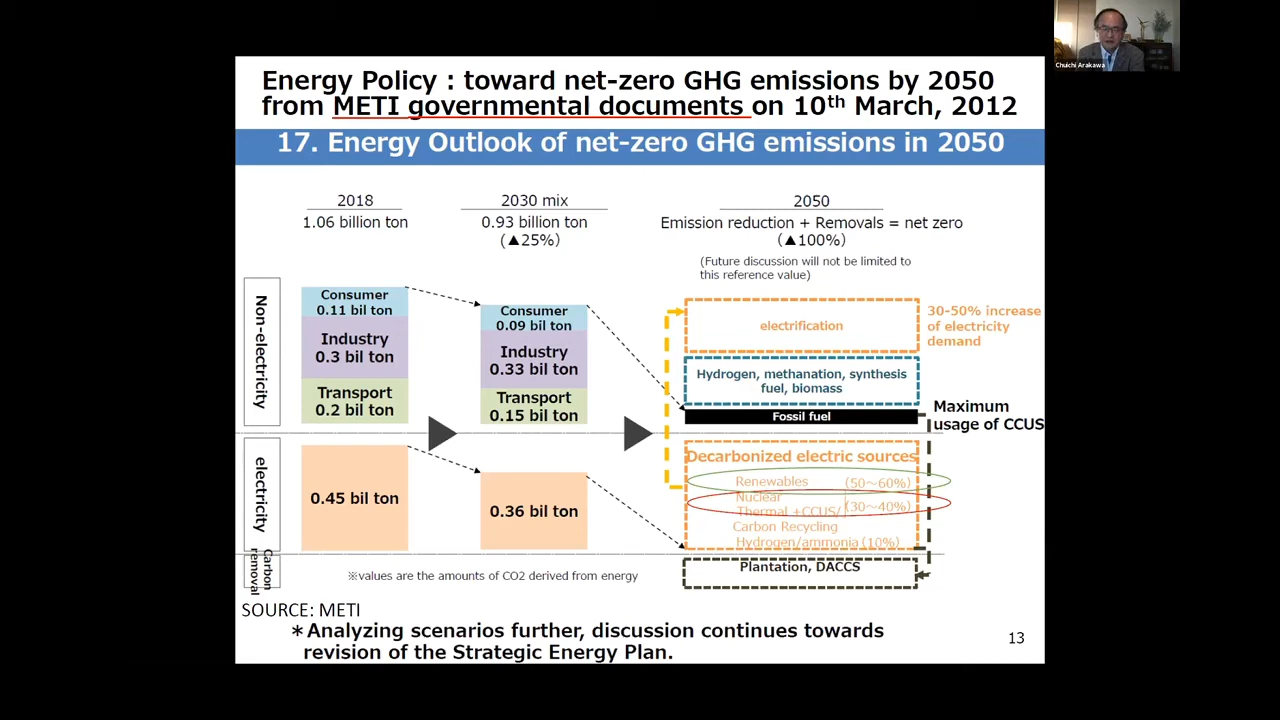 Chuichi Arakawa
Energy Policy : toward net-zero GHG emissions by 2050
from METI governmental documents on 10th March, 2012
17. Energy Outlook of net-zero GHG emissions in 2050
2018
1.06 billion ton
2030 mix
0.93 billion ton
(▲25%)
2050
Emission reduction + Removals = net zero
(▲100%)
(Future discussion will not be limited to
this reference value)
Non-electricity
Consumer
0.11 bil ton
Industry
0.3 bil ton
Transport
0.2 bil ton
Consumer
0.09 bil ton
Industry
0.33 bil ton
Transport
0.15 bil ton
electrification
30-50% increase
of electricity
demand
Hydrogen, methanation, synthesis
fuel, biomass
Fossil fuel
Maximum
usage of CCUS
electricity
0.45 bil ton
0.36 bil ton
Decarbonized electric sources
Renewables (50～60%)
Nuclear
Thermal +CCUS/ (30～40%)
Carbon Recycling
Hydrogen/ammonia (10%)
Carbon
removal
※values are the amounts of CO2 derived from energy
Plantation, DACCS
SOURCE: METI
＊Analyzing scenarios further, discussion continues towards
revision of the Strategic Energy Plan.
13